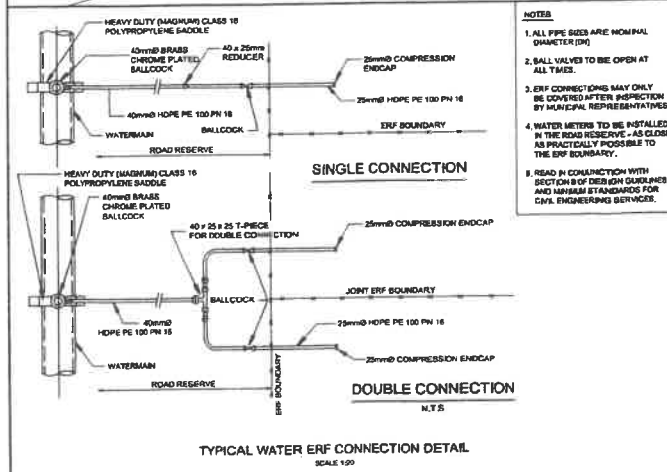 HEAVY DUTY (MAGNUM) CLASS 16
POLYPROPYLENE SADDLE
40mmØ BRASS
CHROME PLATED
BALLCOCK
40 x 25mm
REDUCER
25mmØ COMPRESSION
ENDCAP
25mmØ HDPE PE 100 PN 16
40mmØ HDPE PE 100 PN 16
BALLCOCK
WATERMAIN
ERF BOUNDARY
ROAD RESERVE
SINGLE CONNECTION
HEAVY DUTY (MAGNUM) CLASS 16
POLYPROPYLENE SADDLE
40mmØ BRASS
CHROME PLATED
BALLCOCK
40 x 25 x 25 T-PIECE
FOR DOUBLE CONNECTION
25mmØ COMPRESSION ENDCAP
BALLCOCK
JOINT ERF BOUNDARY
40mmØ
HDPE PE 100 PN 16
25mmØ HDPE PE 100 PN 16
25mmØ COMPRESSION ENDCAP
WATERMAIN
ROAD RESERVE
ERF BOUNDARY
DOUBLE CONNECTION
N.T.S
TYPICAL WATER ERF CONNECTION DETAIL
SCALE 1:20
NOTES
1. ALL PIPE SIZES ARE NOMINAL
DIAMETER (DN)
2. BALL VALVES TO BE OPEN AT
ALL TIMES.
3. ERF CONNECTIONS MAY ONLY
BE COVERED AFTER INSPECTION
BY MUNICIPAL REPRESENTATIVES
4. WATER METERS TO BE INSTALLED
IN THE ROAD RESERVE - AS CLOSE
AS PRACTICALLY POSSIBLE TO
THE ERF BOUNDARY.
5. READ IN CONJUNCTION WITH
SECTION 9 OF DESIGN GUIDELINES
AND MINIMUM STANDARDS FOR
CIVIL ENGINEERING SERVICES.